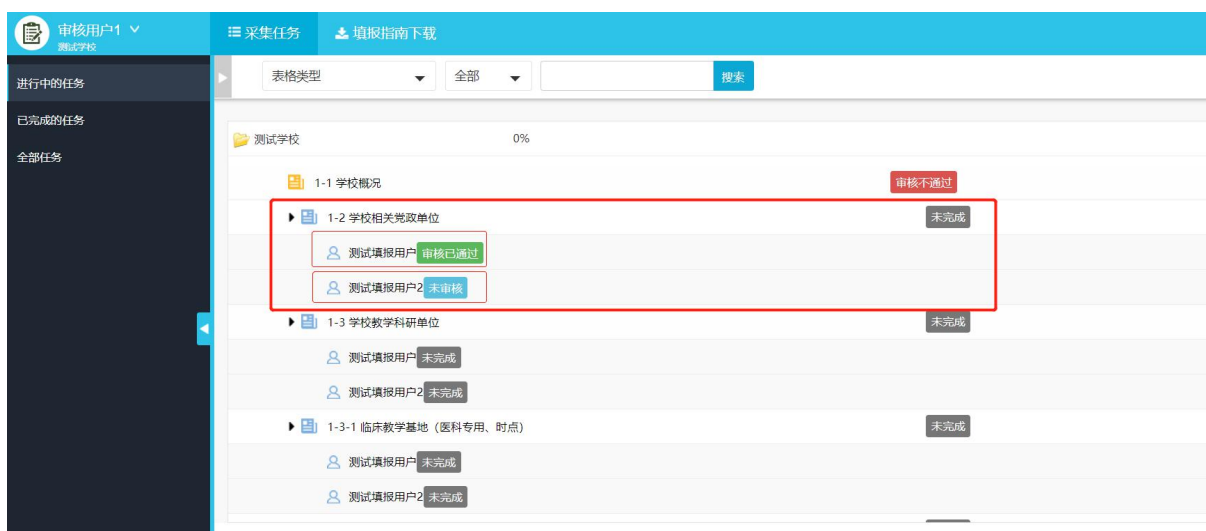 审核用户1
测试学校
采集任务 填报指南下载
进行中的任务
已完成的任务
全部任务
表格类型 全部 搜索
测试学校 0%
1-1 学校概况 审核不通过
1-2 学校相关党政单位 未完成
测试填报用户 审核已通过
测试填报用户2 未审核
1-3 学校教学科研单位 未完成
测试填报用户 未完成
测试填报用户2 未完成
1-3-1 临床教学基地（医科专用、时点） 未完成
测试填报用户 未完成
测试填报用户2 未完成